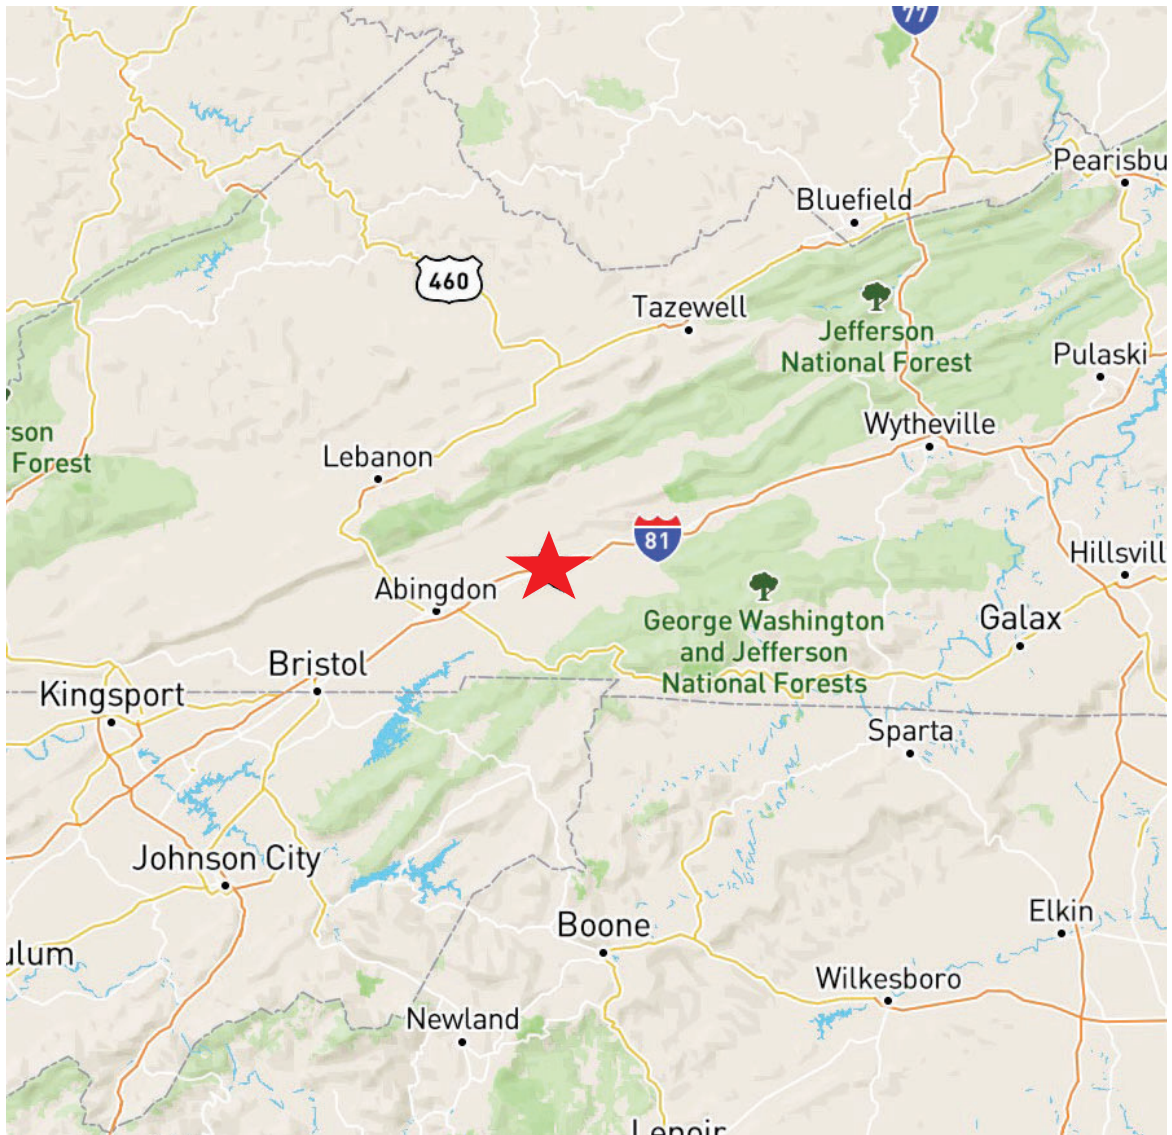 77
Pearisbu
Bluefield
460
Tazewell
Jefferson
National Forest
Pulaski
rson
Forest
Wytheville
Lebanon
81
Hillsvill
Abingdon
George Washington
and Jefferson
National Forests
Galax
Bristol
Kingsport
Sparta
Johnson City
Elkin
Boone
ulum
Wilkesboro
Newland
Lenoir